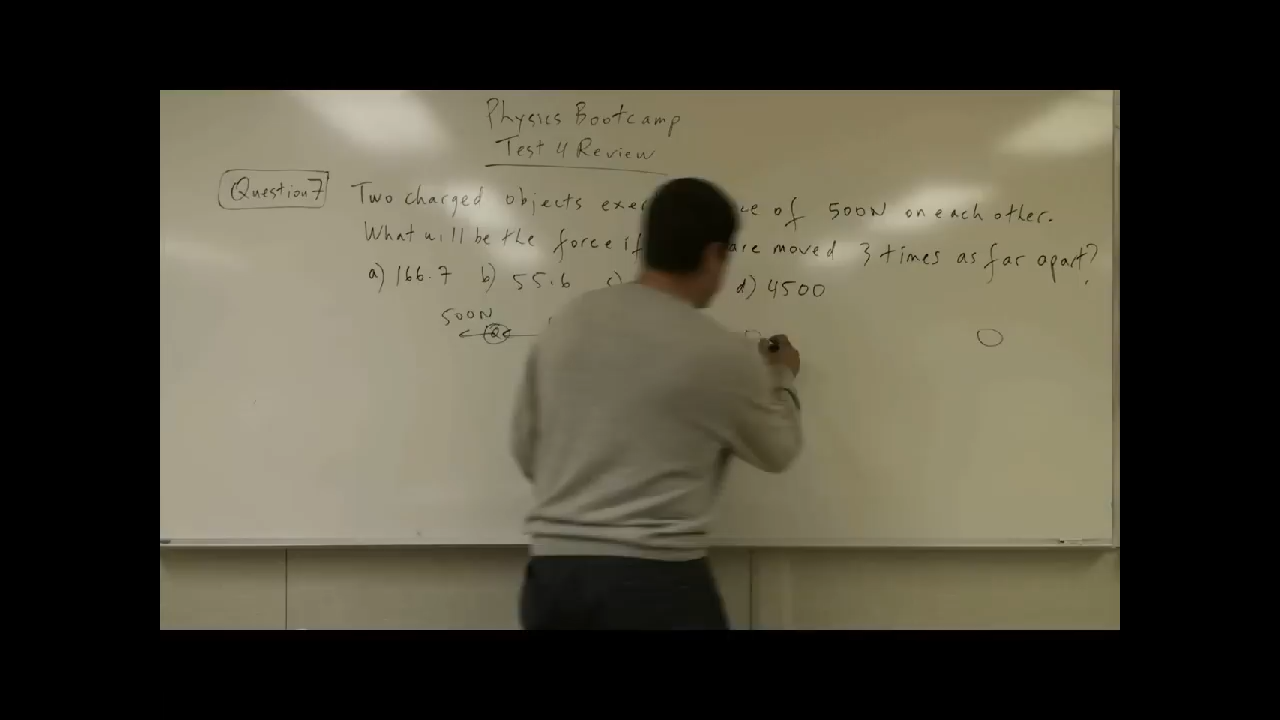 Physics Bootcamp
Test 4 Review
Question 7 Two charged objects of 500N on each other.
What will be the force if are moved 3 times as far apart?
a) 166.7 b) 55.6 c) d) 4500
500N